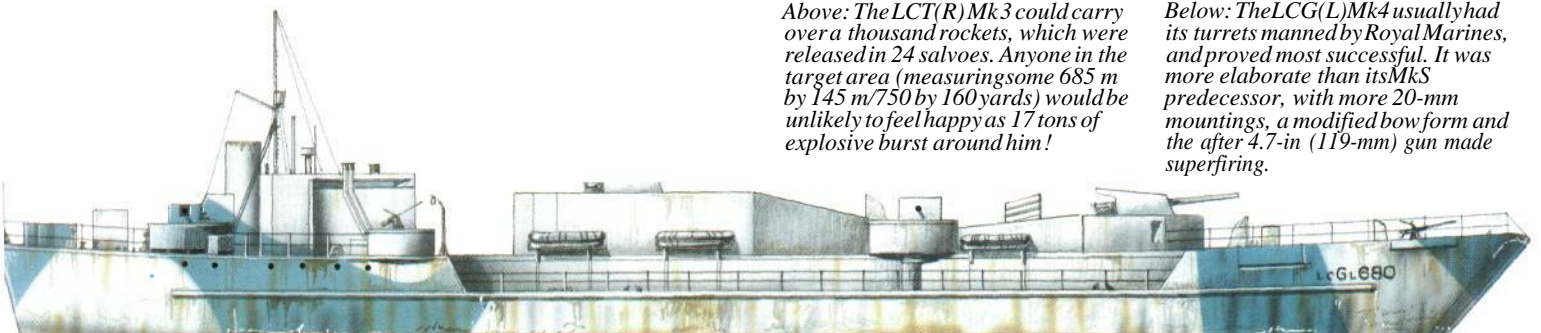 Above: The LCT(R) Mk 3 could carry
over a thousand rockets, which were
released in 24 salvoes. Anyone in the
target area (measuring some 685 m
by 145 m/750 by 160 yards) would be
unlikely to feel happy as 17 tons of
explosive burst around him!
Below: The LCG(L) Mk 4 usually had
its turrets manned by Royal Marines,
and proved most successful. It was
more elaborate than its MkS
predecessor, with more 20-mm
mountings, a modified bow form and
the after 4.7-in (119-mm) gun made
superfiring.
LCGL680